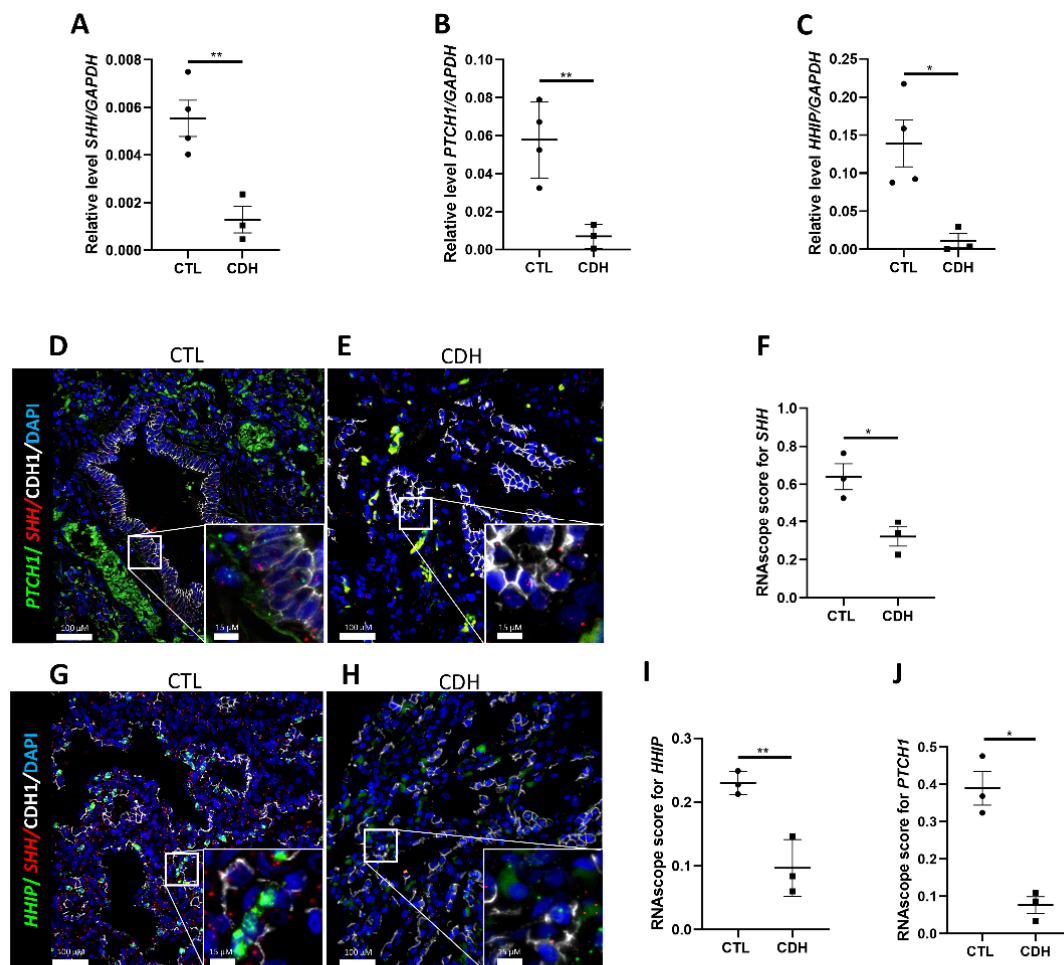 A
Relative level SHH/GAPDH
0.008
0.006
0.004
0.002
0.000
**
CTL
CDH
B
Relative level PTCH1/GAPDH
0.10
0.08
0.06
0.04
0.02
0.00
**
CTL
CDH
C
Relative level HHIP/GAPDH
0.25
0.20
0.15
0.10
0.05
0.00
*
CTL
CDH
D
CTL
PTCH1/ SHH/CDH1/DAPI
100 µM
15 µM
E
CDH
100 µM
15 µM
F
RNAscope score for SHH
1.0
0.8
0.6
0.4
0.2
0.0
*
CTL
CDH
G
CTL
HHIP/ SHH/CDH1/DAPI
100 µM
15 µM
H
CDH
100 µM
15 µM
I
RNAscope score for HHIP
0.3
0.2
0.1
0.0
**
CTL
CDH
J
RNAscope score for PTCH1
0.5
0.4
0.3
0.2
0.1
0.0
*
CTL
CDH